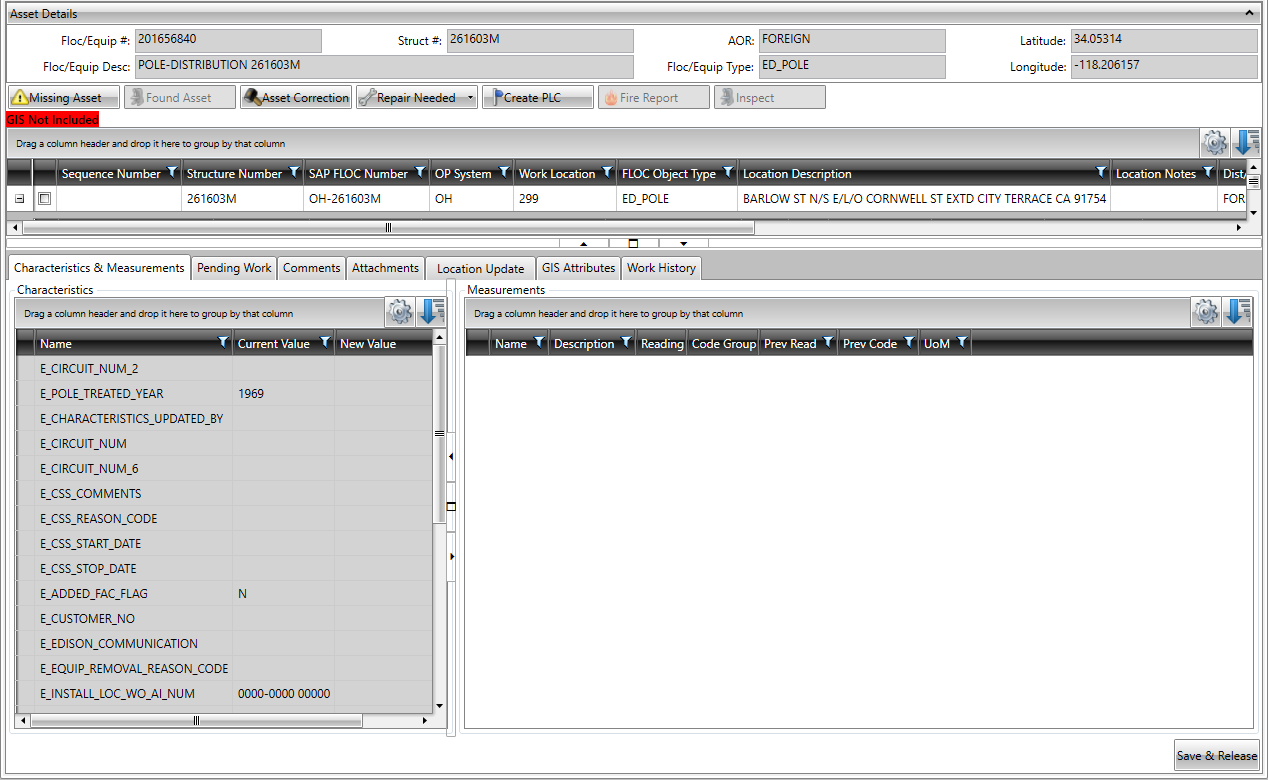 Asset Details
Floc/Equip #: 201656840 Struct #: 261603M AOR: FOREIGN Latitude: 34.05314
Floc/Equip Desc: POLE-DISTRIBUTION 261603M Floc/Equip Type: ED_POLE Longitude: -118.206157
Missing Asset Found Asset Asset Correction Repair Needed Create PLC Fire Report Inspect
GIS Not Included
Drag a column header and drop it here to group by that column
Sequence Number Structure Number SAP FLOC Number OP System Work Location FLOC Object Type Location Description Location Notes Dist/
261603M OH-261603M OH 299 ED_POLE BARLOW ST N/S E/L/O CORNWELL ST EXTD CITY TERRACE CA 91754 FOR
Characteristics & Measurements Pending Work Comments Attachments Location Update GIS Attributes Work History
Characteristics
Drag a column header and drop it here to group by that column
Name Current Value New Value
E_CIRCUIT_NUM_2
E_POLE_TREATED_YEAR 1969
E_CHARACTERISTICS_UPDATED_BY
E_CIRCUIT_NUM
E_CIRCUIT_NUM_6
E_CSS_COMMENTS
E_CSS_REASON_CODE
E_CSS_START_DATE
E_CSS_STOP_DATE
E_ADDED_FAC_FLAG N
E_CUSTOMER_NO
E_EDISON_COMMUNICATION
E_EQUIP_REMOVAL_REASON_CODE
E_INSTALL_LOC_WO_AI_NUM 0000-0000 00000
Measurements
Drag a column header and drop it here to group by that column
Name Description Reading Code Group Prev Read Prev Code UoM
Save & Release